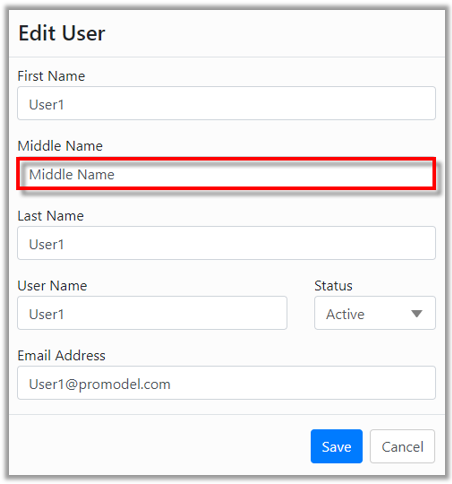 Edit User
First Name
User1
Middle Name
Middle Name
Last Name
User1
User Name Status
User1 Active
Email Address
User1@promodel.com
Save Cancel